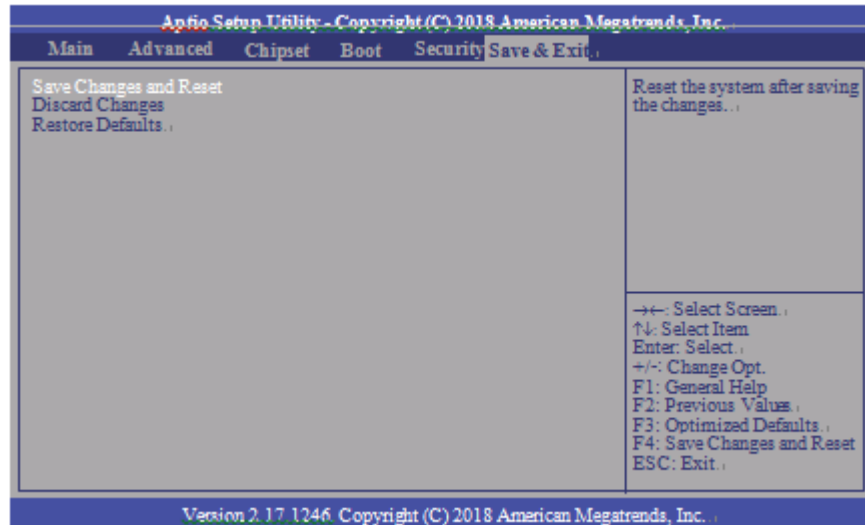 Aptio Setup Utility - Copyright (C) 2018 American Megatrends, Inc.
Main Advanced Chipset Boot Security Save & Exit
Save Changes and Reset
Discard Changes
Restore Defaults
Reset the system after saving
the changes.
→←: Select Screen
↑↓: Select Item
Enter: Select
+/-: Change Opt.
F1: General Help
F2: Previous Values
F3: Optimized Defaults
F4: Save Changes and Reset
ESC: Exit
Version 2.17.1246. Copyright (C) 2018 American Megatrends, Inc.